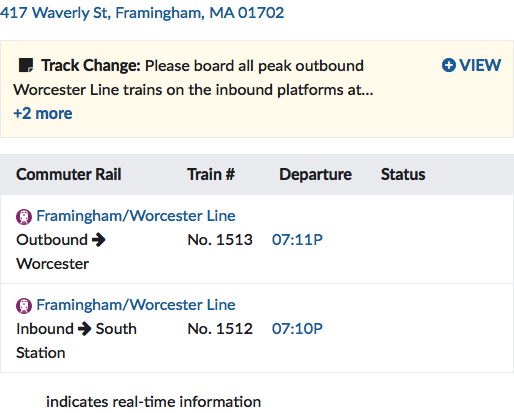 417 Waverly St, Framingham, MA 01702
Track Change: Please board all peak outbound
VIEW
Worcester Line trains on the inbound platforms at...
+2 more
Commuter Rail Train # Departure Status
Framingham/Worcester Line
Outbound → No. 1513 07:11P
Worcester
Framingham/Worcester Line
Inbound → South No. 1512 07:10P
Station
indicates real-time information